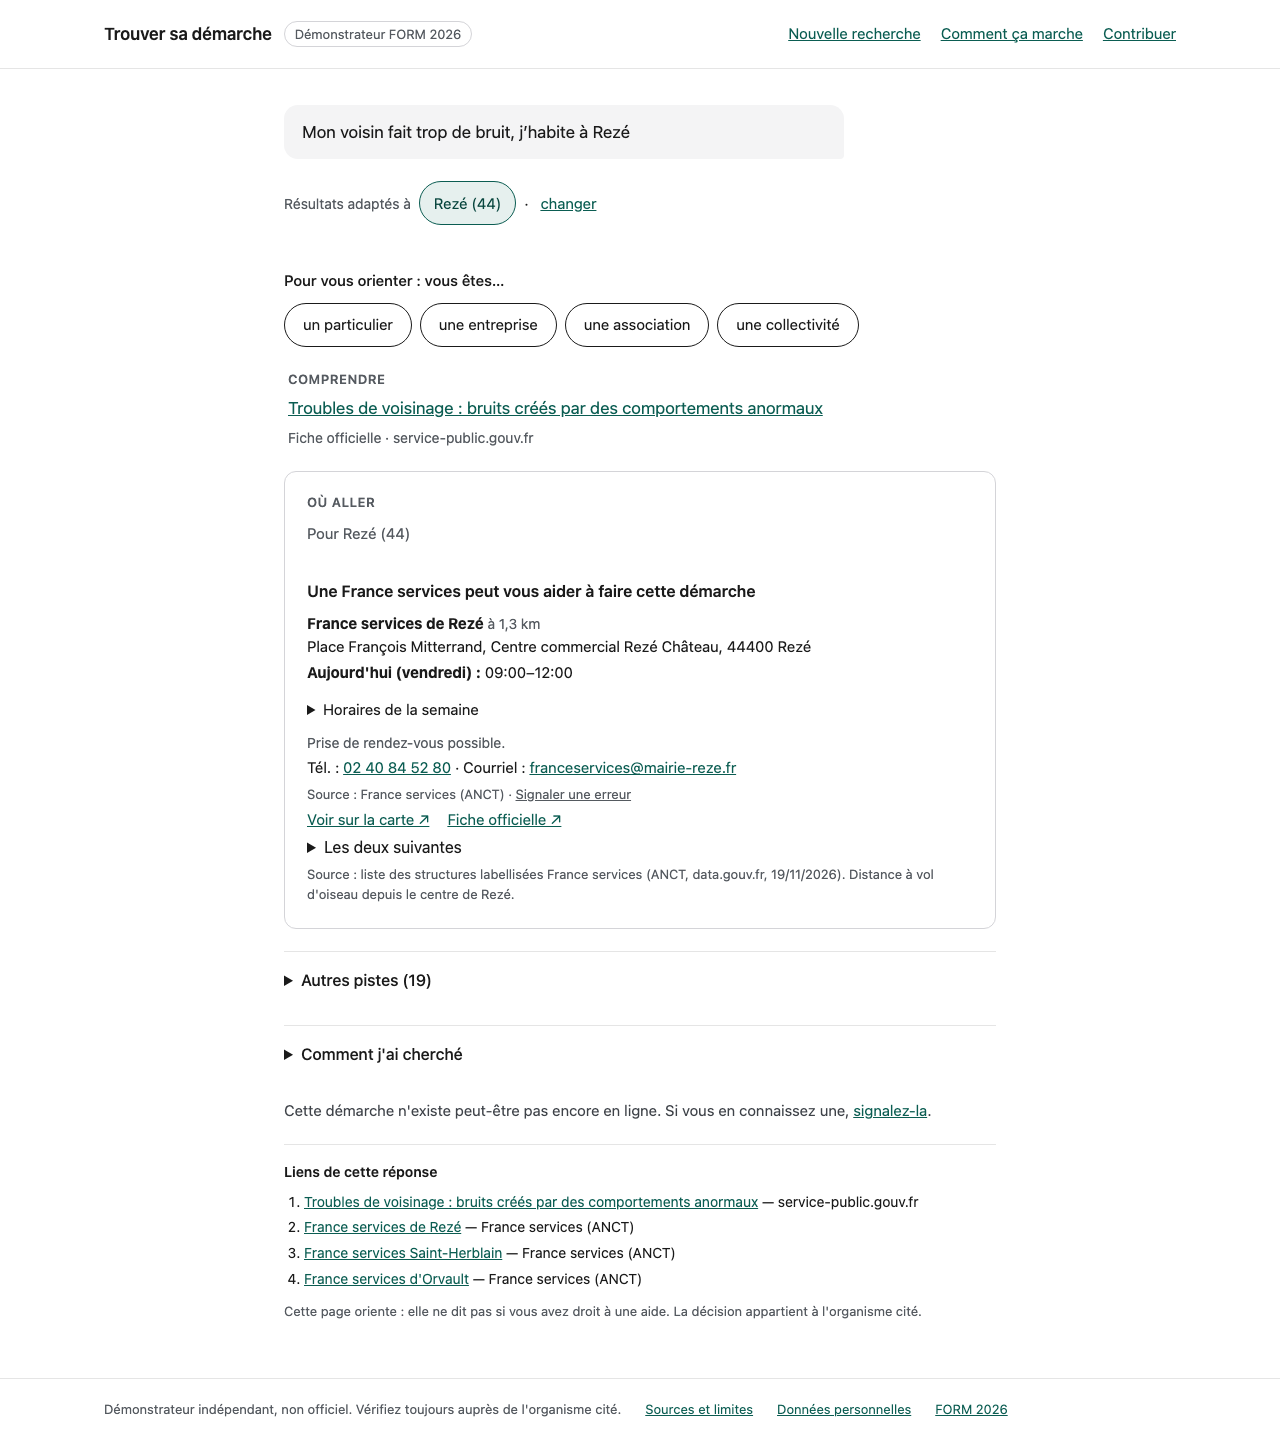 Trouver sa démarche
Démonstrateur FORM 2026
Nouvelle recherche
Comment ça marche
Contribuer
Mon voisin fait trop de bruit, j’habite à Rezé
Résultats adaptés à Rezé (44) · changer
Pour vous orienter : vous êtes...
un particulier
une entreprise
une association
une collectivité
COMPRENDRE
Troubles de voisinage : bruits créés par des comportements anormaux
Fiche officielle · service-public.gouv.fr
OÙ ALLER
Pour Rezé (44)
Une France services peut vous aider à faire cette démarche
France services de Rezé à 1,3 km
Place François Mitterrand, Centre commercial Rezé Château, 44400 Rezé
Aujourd'hui (vendredi) : 09:00–12:00
▶ Horaires de la semaine
Prise de rendez-vous possible.
Tél. : 02 40 84 52 80 · Courriel : franceservices@mairie-reze.fr
Source : France services (ANCT) · Signaler une erreur
Voir sur la carte ↗ Fiche officielle ↗
▶ Les deux suivantes
Source : liste des structures labellisées France services (ANCT, data.gouv.fr, 19/11/2026). Distance à vol
d'oiseau depuis le centre de Rezé.
▶ Autres pistes (19)
▶ Comment j'ai cherché
Cette démarche n'existe peut-être pas encore en ligne. Si vous en connaissez une, signalez-la.
Liens de cette réponse
1. Troubles de voisinage : bruits créés par des comportements anormaux — service-public.gouv.fr
2. France services de Rezé — France services (ANCT)
3. France services Saint-Herblain — France services (ANCT)
4. France services d'Orvault — France services (ANCT)
Cette page oriente : elle ne dit pas si vous avez droit à une aide. La décision appartient à l'organisme cité.
Démonstrateur indépendant, non officiel. Vérifiez toujours auprès de l'organisme cité.
Sources et limites
Données personnelles
FORM 2026